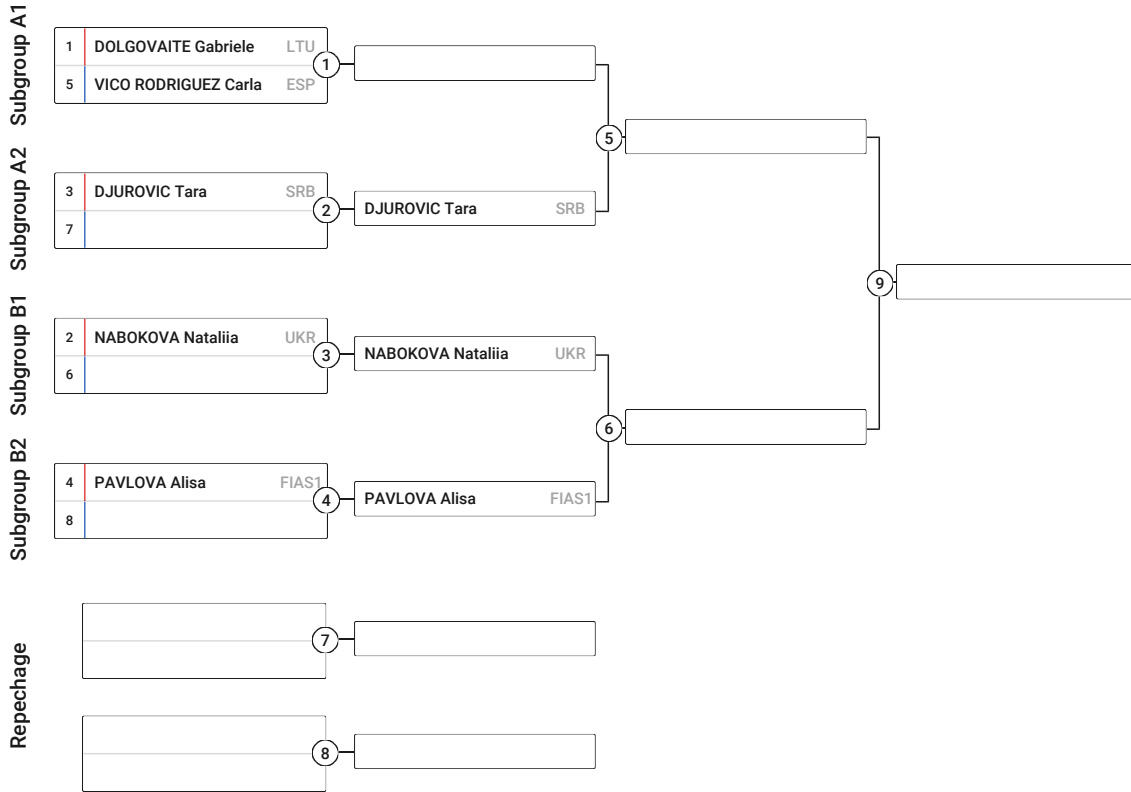 Subgroup A1
1 DOLGOVAITE Gabriele LTU
5 VICO RODRIGUEZ Carla ESP
1
5
Subgroup A2
3 DJUROVIC Tara SRB
7
2
DJUROVIC Tara SRB
9
Subgroup B1
2 NABOKOVA Nataliia UKR
6
3
NABOKOVA Nataliia UKR
6
Subgroup B2
4 PAVLOVA Alisa FIAS1
8
4
PAVLOVA Alisa FIAS1
Repechage
7
8